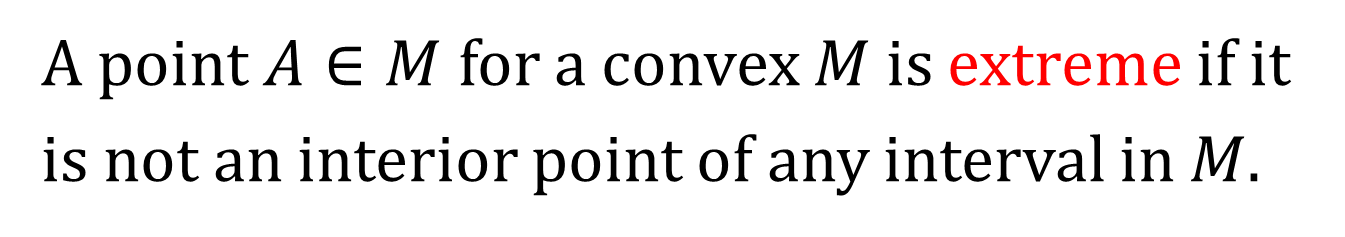 A point A ∈ M for a convex M is extreme if it
is not an interior point of any interval in M.